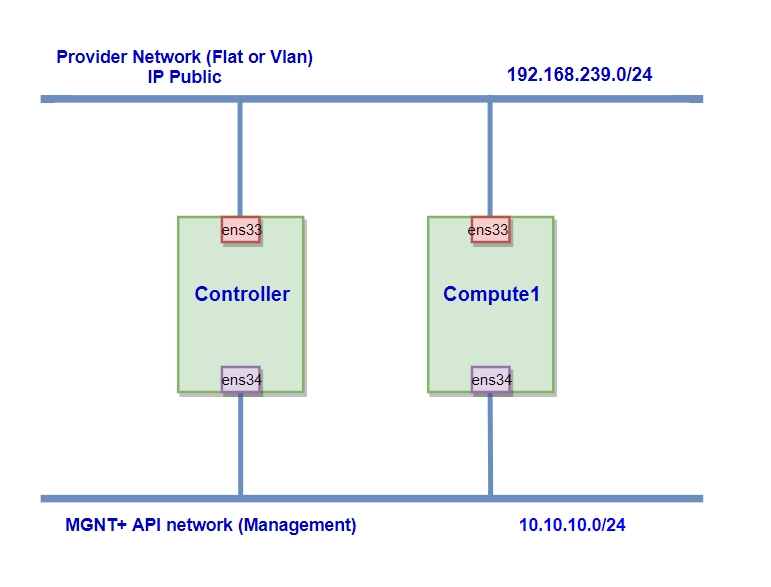 Provider Network (Flat or Vlan)
IP Public
192.168.239.0/24
ens33
ens33
Controller
Compute1
ens34
ens34
MGNT+ API network (Management)
10.10.10.0/24